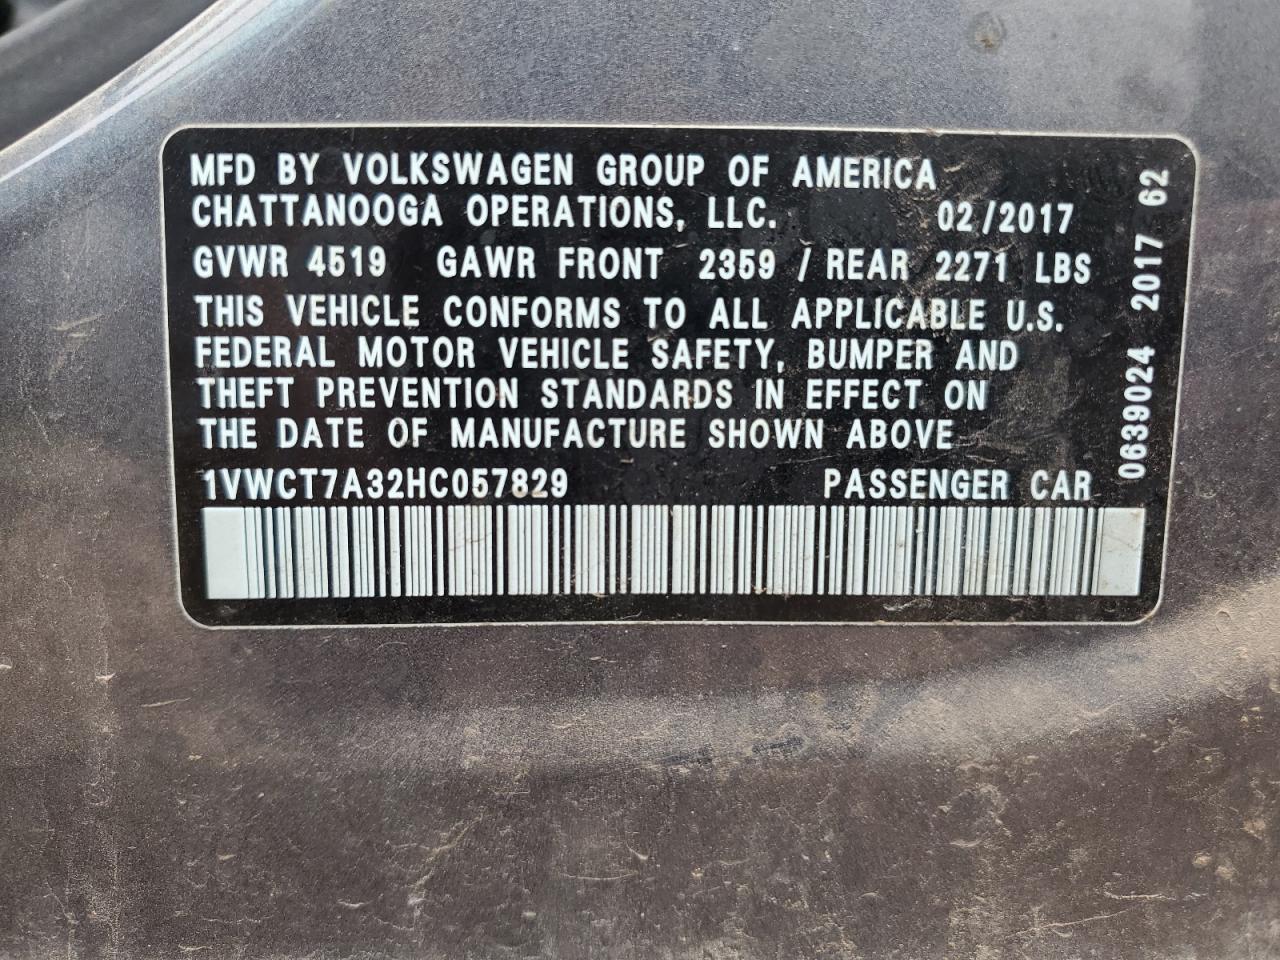 MFD BY VOLKSWAGEN GROUP OF AMERICA
CHATTANOOGA OPERATIONS, LLC. 02/2017
GVWR 4519 GAWR FRONT 2359 / REAR 2271 LBS
THIS VEHICLE CONFORMS TO ALL APPLICABLE U.S.
FEDERAL MOTOR VEHICLE SAFETY, BUMPER AND
THEFT PREVENTION STANDARDS IN EFFECT ON
THE DATE OF MANUFACTURE SHOWN ABOVE
1VWCT7A32HC057829 PASSENGER CAR
0639024 2017 62